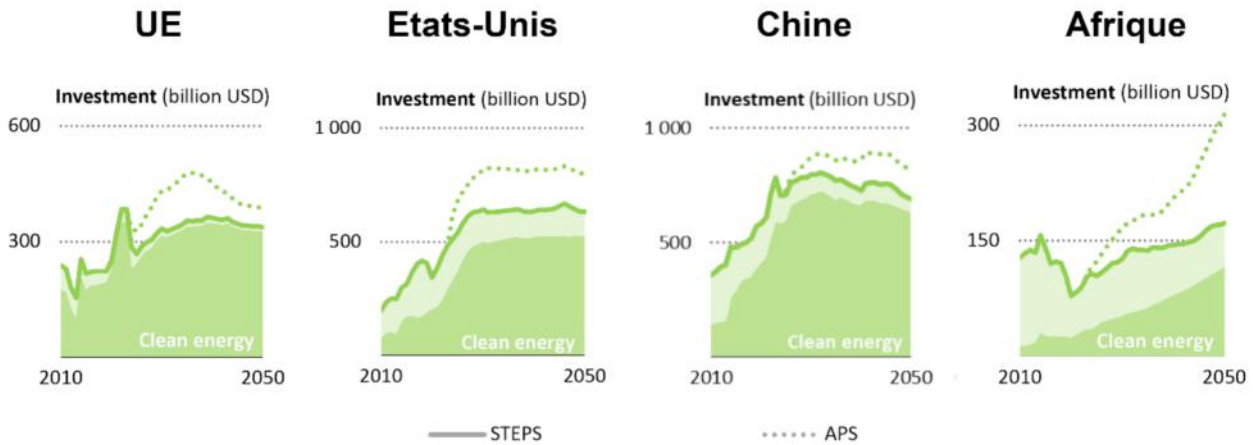 UE
Etats-Unis
Chine
Afrique
Investment (billion USD)
Investment (billion USD)
Investment (billion USD)
Investment (billion USD)
600
300
Clean energy
2010
2050
1 000
500
Clean energy
2010
2050
1 000
500
Clean energy
2010
2050
300
150
Clean energy
2010
2050
STEPS
APS